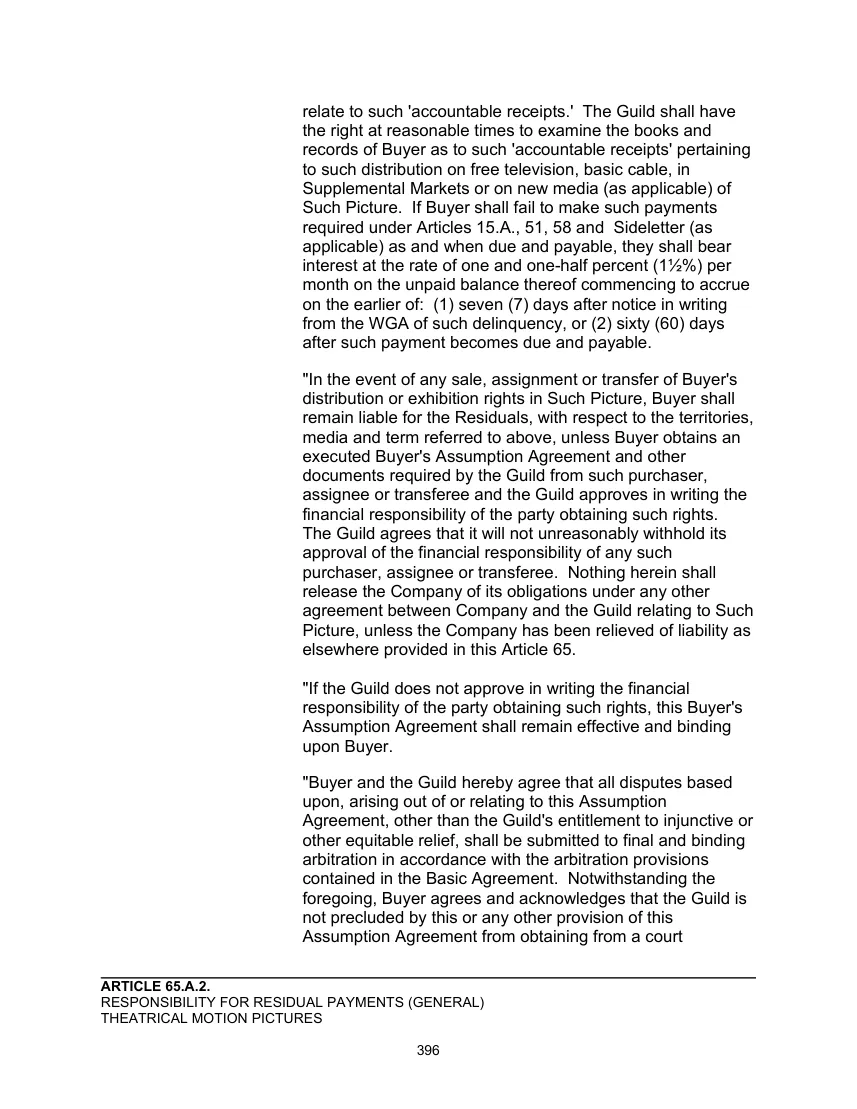 relate to such 'accountable receipts.'  The Guild shall have
the right at reasonable times to examine the books and
records of Buyer as to such 'accountable receipts' pertaining
to such distribution on free television, basic cable, in
Supplemental Markets or on new media (as applicable) of
Such Picture.  If Buyer shall fail to make such payments
required under Articles 15.A., 51, 58 and  Sideletter (as
applicable) as and when due and payable, they shall bear
interest at the rate of one and one-half percent (1½%) per
month on the unpaid balance thereof commencing to accrue
on the earlier of:  (1) seven (7) days after notice in writing
from the WGA of such delinquency, or (2) sixty (60) days
after such payment becomes due and payable.
"In the event of any sale, assignment or transfer of Buyer's
distribution or exhibition rights in Such Picture, Buyer shall
remain liable for the Residuals, with respect to the territories,
media and term referred to above, unless Buyer obtains an
executed Buyer's Assumption Agreement and other
documents required by the Guild from such purchaser,
assignee or transferee and the Guild approves in writing the
financial responsibility of the party obtaining such rights.
The Guild agrees that it will not unreasonably withhold its
approval of the financial responsibility of any such
purchaser, assignee or transferee.  Nothing herein shall
release the Company of its obligations under any other
agreement between Company and the Guild relating to Such
Picture, unless the Company has been relieved of liability as
elsewhere provided in this Article 65.
"If the Guild does not approve in writing the financial
responsibility of the party obtaining such rights, this Buyer's
Assumption Agreement shall remain effective and binding
upon Buyer.
"Buyer and the Guild hereby agree that all disputes based
upon, arising out of or relating to this Assumption
Agreement, other than the Guild's entitlement to injunctive or
other equitable relief, shall be submitted to final and binding
arbitration in accordance with the arbitration provisions
contained in the Basic Agreement.  Notwithstanding the
foregoing, Buyer agrees and acknowledges that the Guild is
not precluded by this or any other provision of this
Assumption Agreement from obtaining from a court
ARTICLE 65.A.2.
RESPONSIBILITY FOR RESIDUAL PAYMENTS (GENERAL)
THEATRICAL MOTION PICTURES
396